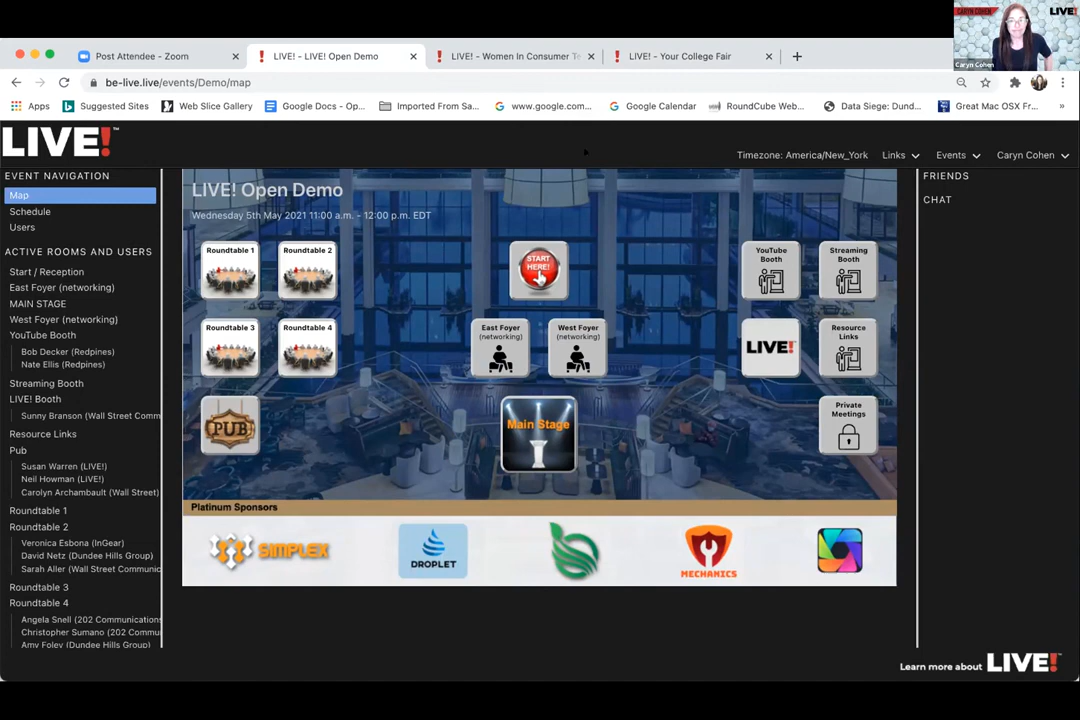 CARYN COHEN
LIVE!
Caryn Cohen
Post Attendee - Zoom
LIVE! - LIVE! Open Demo
LIVE! - Women In Consumer Te
LIVE! - Your College Fair
be-live.live/events/Demo/map
Apps
Suggested Sites
Web Slice Gallery
Google Docs - Op...
Imported From Sa...
www.google.com...
Google Calendar
RoundCube Web...
Data Siege: Dund...
Great Mac OSX Fr...
»
LIVE!™
Timezone: America/New_York
Links
Events
Caryn Cohen
EVENT NAVIGATION
Map
Schedule
Users
ACTIVE ROOMS AND USERS
Start / Reception
East Foyer (networking)
MAIN STAGE
West Foyer (networking)
YouTube Booth
Bob Decker (Redpines)
Nate Ellis (Redpines)
Streaming Booth
LIVE! Booth
Sunny Branson (Wall Street Comm
Resource Links
Pub
Susan Warren (LIVE!)
Neil Howman (LIVE!)
Carolyn Archambault (Wall Street)
Roundtable 1
Roundtable 2
Veronica Esbona (InGear)
David Netz (Dundee Hills Group)
Sarah Aller (Wall Street Communic
Roundtable 3
Roundtable 4
Angela Snell (202 Communications
Christopher Sumano (202 Commu
Amy Foley (Dundee Hills Group)
LIVE! Open Demo
Wednesday 5th May 2021 11:00 a.m. - 12:00 p.m. EDT
Roundtable 1
Roundtable 2
START
HERE!
YouTube
Booth
Streaming
Booth
Roundtable 3
Roundtable 4
East Foyer
(networking)
West Foyer
(networking)
LIVE!
Resource
Links
PUB
Main Stage
Private
Meetings
Platinum Sponsors
SIMPLEX
DROPLET
MECHANICS
FRIENDS
CHAT
Learn more about LIVE!™